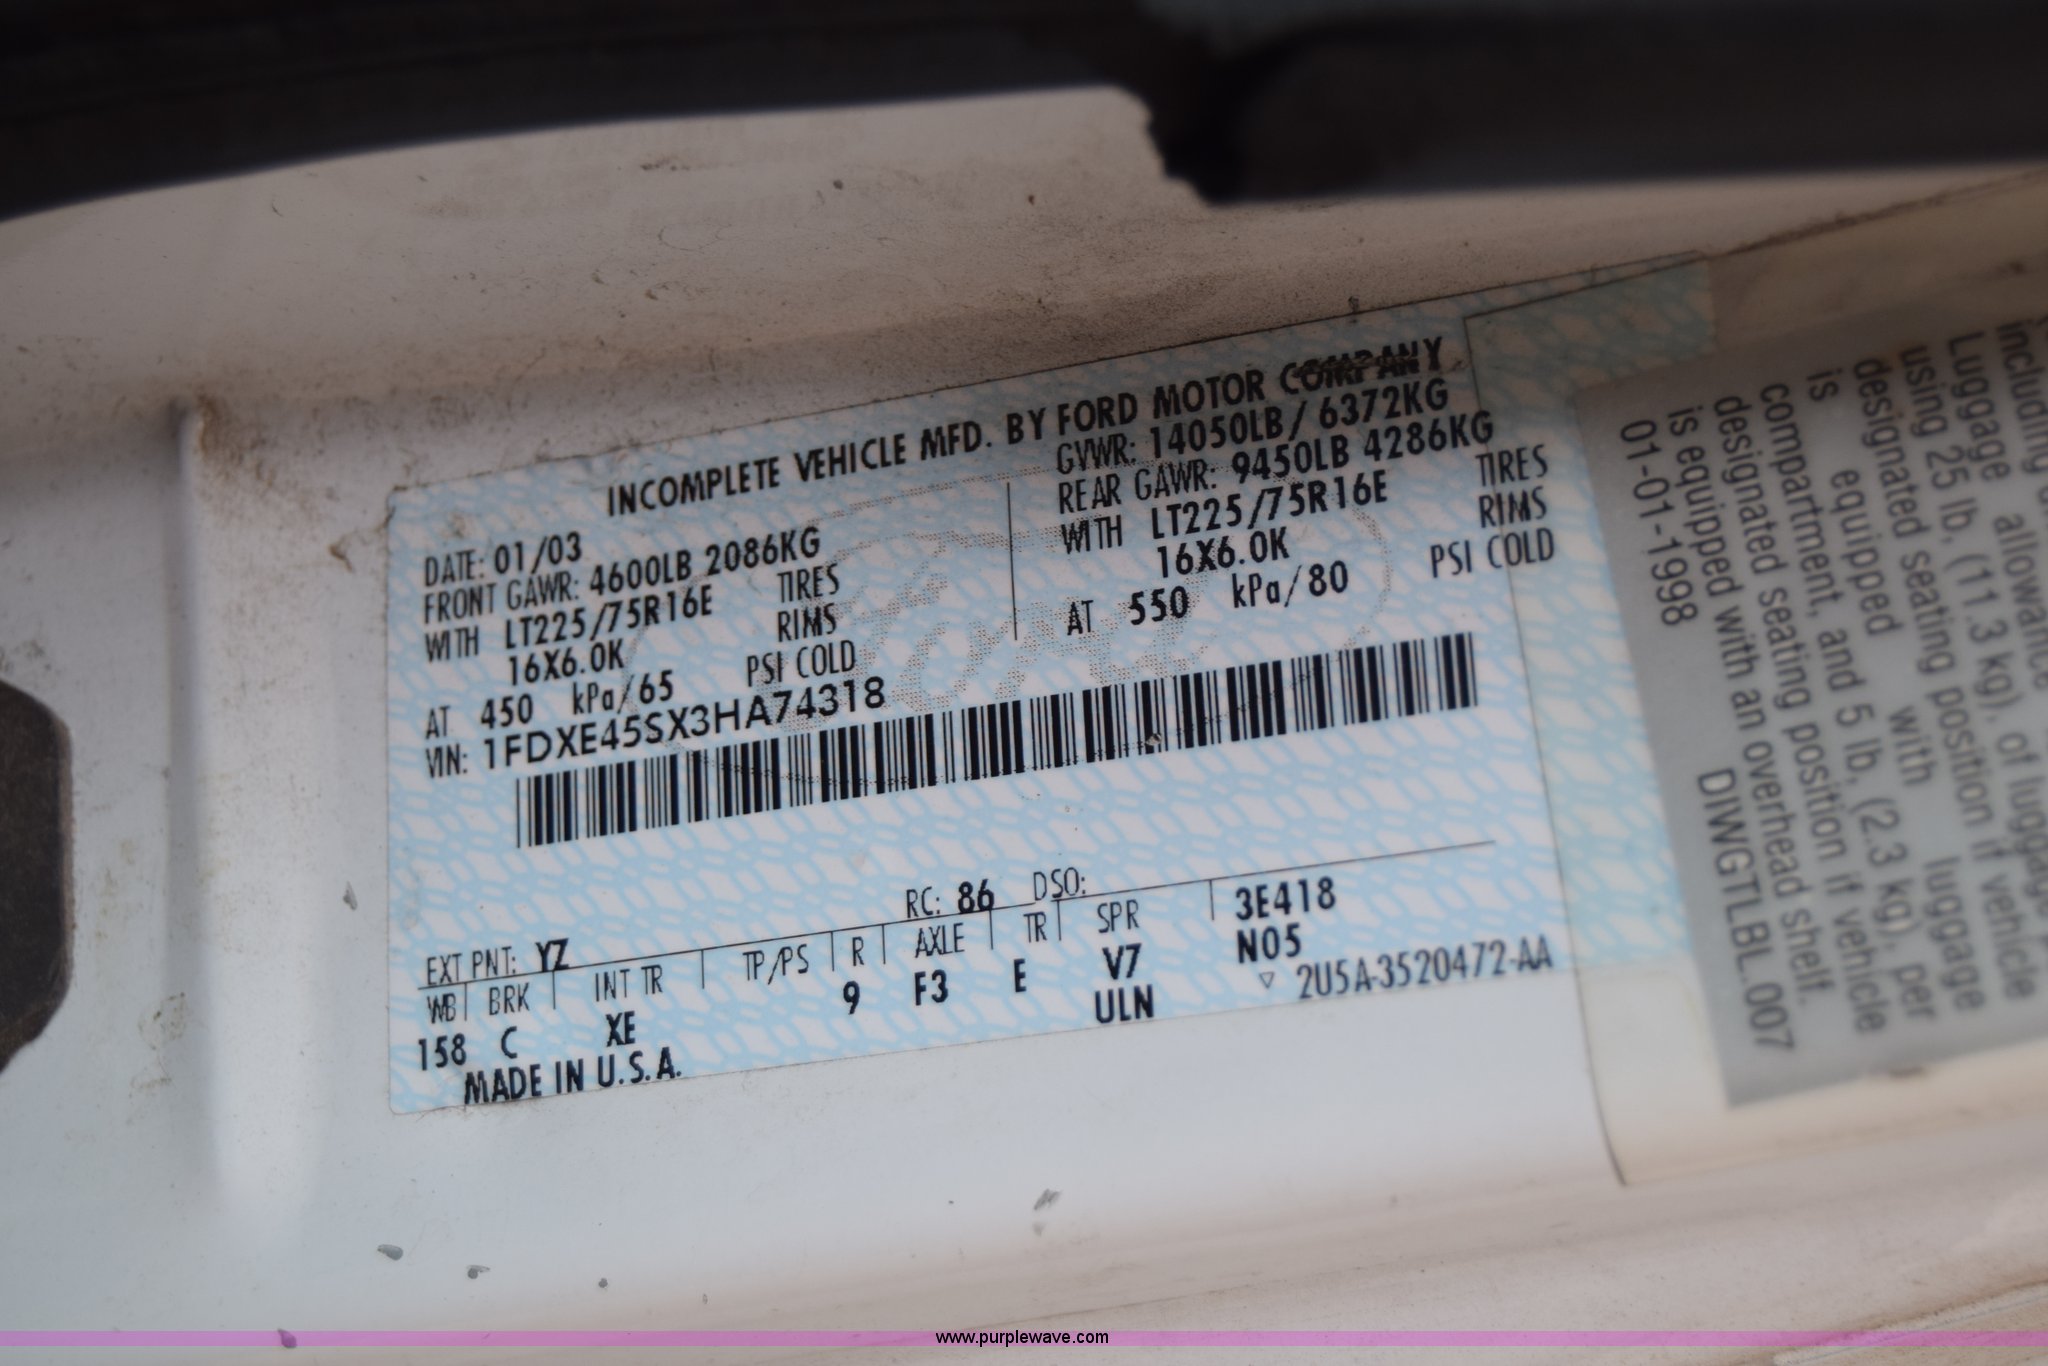 INCOMPLETE VEHICLE MFD. BY FORD MOTOR COMPANY
DATE: 01/03
GVWR: 14050LB / 6372KG
FRONT GAWR: 4600LB 2086KG
REAR GAWR: 9450LB 4286KG
WITH LT225/75R16E TIRES
WITH LT225/75R16E TIRES
16X6.0K RIMS
16X6.0K RIMS
AT 450 kPa/65 PSI COLD
AT 550 kPa/80 PSI COLD
VIN: 1FDXE45SX3HA74318
Ford
EXT PNT: YZ RC: 86 DSO:
WB BRK INT TR TP/PS R AXLE TR SPR 3E418
158 C XE 9 F3 E V7 N05
ULN ▽ 2U5A-3520472-AA
MADE IN U.S.A.
including
Luggage allowance of luggage
using 25 lb, (11.3 kg), per
designated seating position if vehicle
is equipped with luggage
compartment, and 5 lb, (2.3 kg), per
designated seating position if vehicle
is equipped with an overhead shelf.
01-01-1998 DIWGTLBL.007
www.purplewave.com